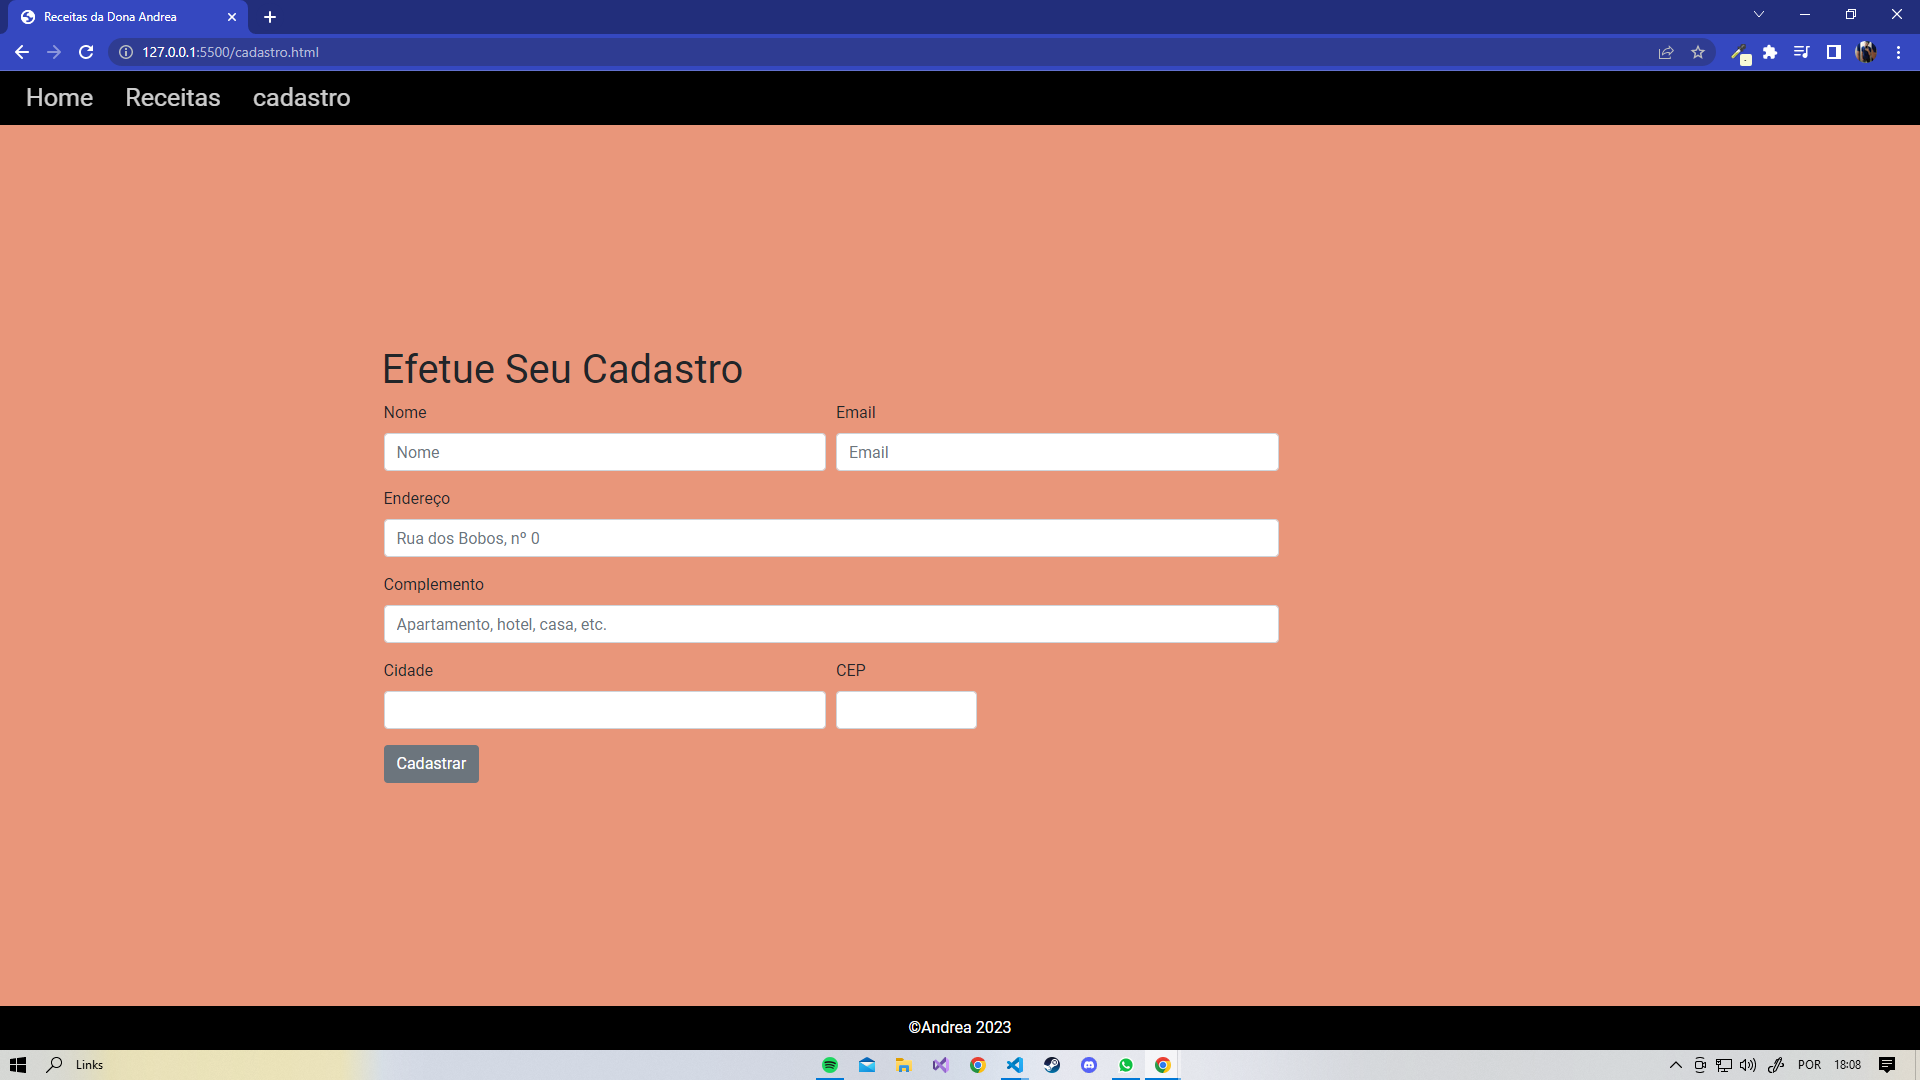 Receitas da Dona Andrea
127.0.0.1:5500/cadastro.html
Home Receitas cadastro
Efetue Seu Cadastro
Nome Email
Nome Email
Endereço
Rua dos Bobos, nº 0
Complemento
Apartamento, hotel, casa, etc.
Cidade CEP
Cadastrar
©Andrea 2023
Links POR 18:08